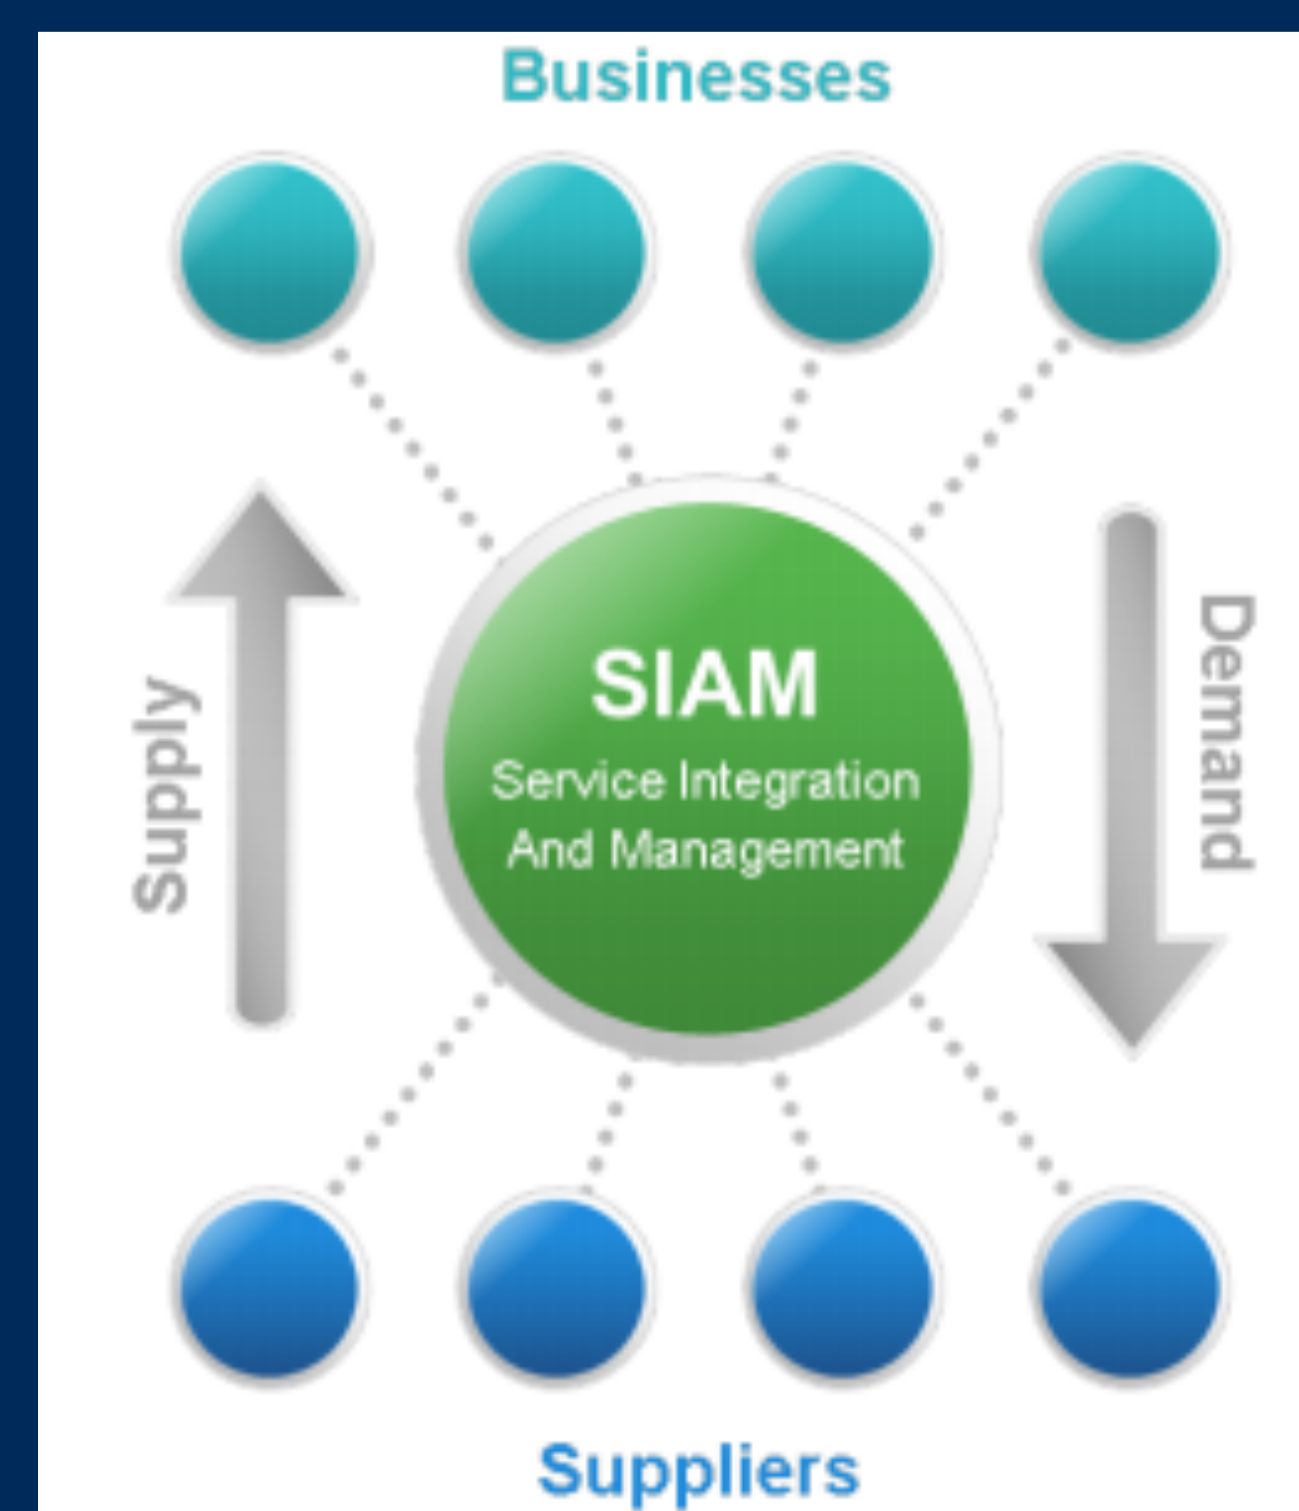 Businesses
Supply
SIAM
Service Integration
And Management
Demand
Suppliers